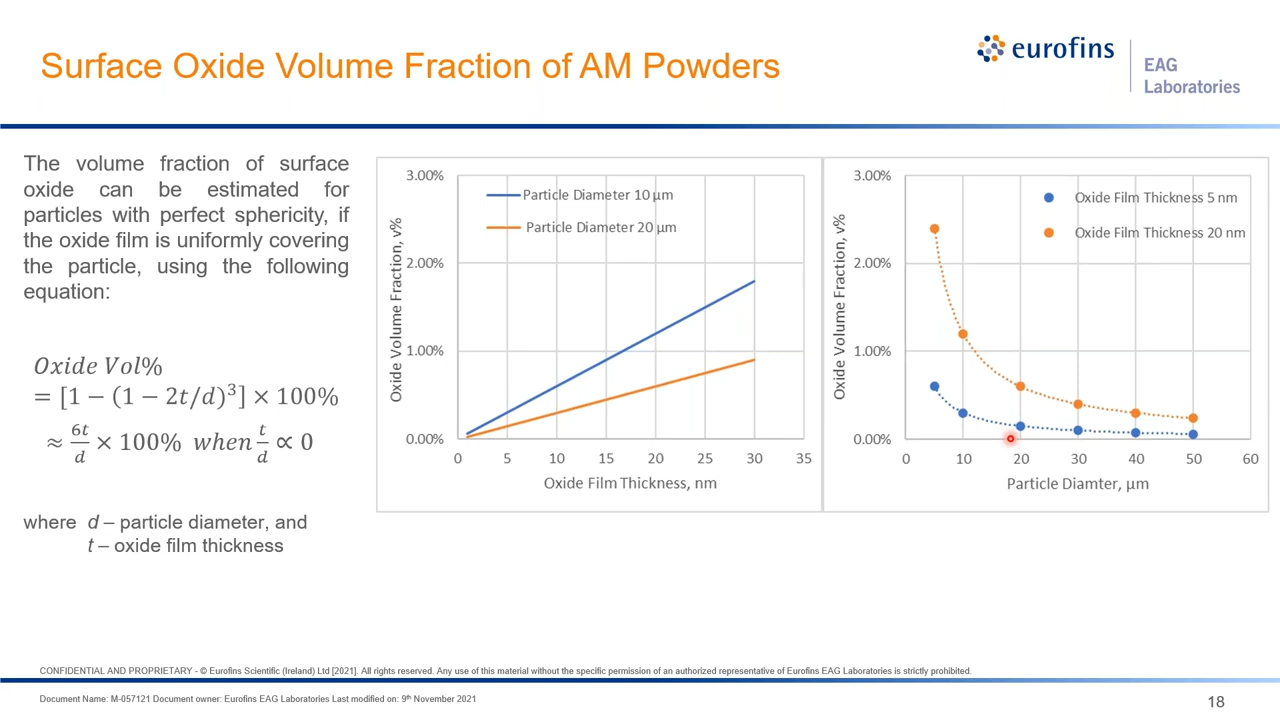 Surface Oxide Volume Fraction of AM Powders
eurofins
EAG
Laboratories
The volume fraction of surface
oxide can be estimated for
particles with perfect sphericity, if
the oxide film is uniformly covering
the particle, using the following
equation:
Oxide Vol%
= [1 − (1 − 2t/d)³] × 100%
≈ 6t/d × 100% when t/d ∝ 0
where d – particle diameter, and
t – oxide film thickness
3.00%
2.00%
1.00%
0.00%
Oxide Volume Fraction, v%
Particle Diameter 10 µm
Particle Diameter 20 µm
0 5 10 15 20 25 30 35
Oxide Film Thickness, nm
3.00%
2.00%
1.00%
0.00%
Oxide Volume Fraction, v%
Oxide Film Thickness 5 nm
Oxide Film Thickness 20 nm
0 10 20 30 40 50 60
Particle Diamter, µm
CONFIDENTIAL AND PROPRIETARY - © Eurofins Scientific (Ireland) Ltd [2021]. All rights reserved. Any use of this material without the specific permission of an authorized representative of Eurofins EAG Laboratories is strictly prohibited.
Document Name: M-057121 Document owner: Eurofins EAG Laboratories Last modified on: 9th November 2021
18